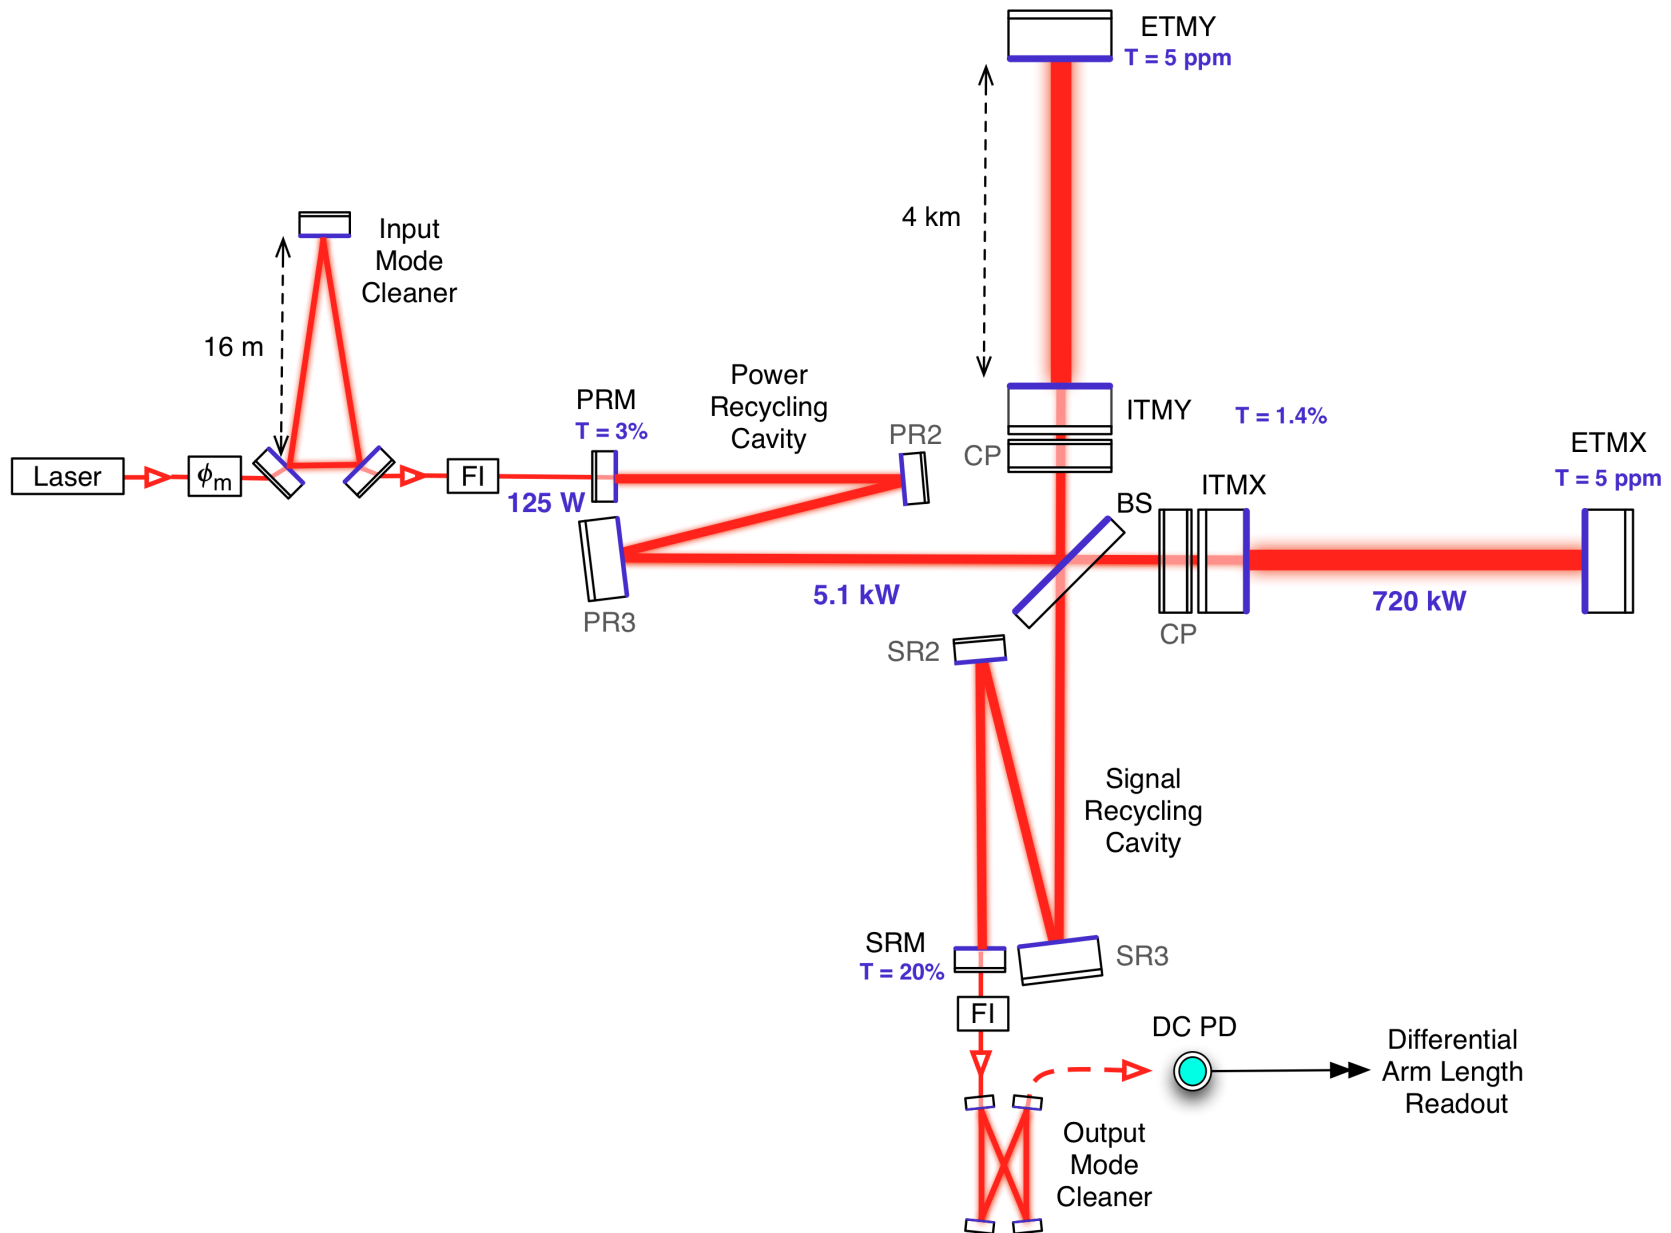 ETMY
T = 5 ppm
4 km
Input
Mode
Cleaner
16 m
Power
Recycling
Cavity
PRM
T = 3%
PR2
ITMY
T = 1.4%
CP
ETMX
T = 5 ppm
Laser
ϕm
FI
125 W
ITMX
BS
PR3
5.1 kW
720 kW
CP
SR2
Signal
Recycling
Cavity
SRM
T = 20%
SR3
FI
DC PD
Differential
Arm Length
Readout
Output
Mode
Cleaner